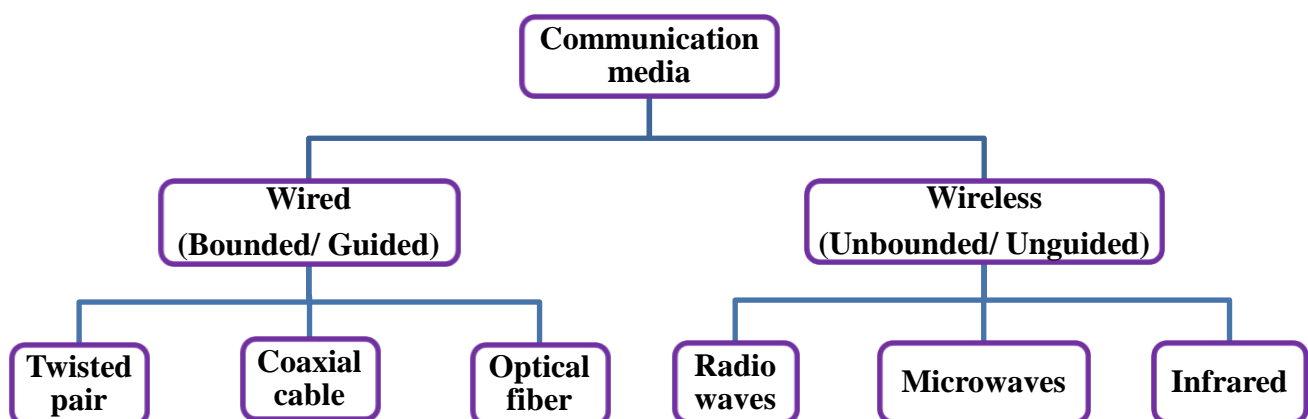 Communication
media
Wired
(Bounded/ Guided)
Wireless
(Unbounded/ Unguided)
Twisted
pair
Coaxial
cable
Optical
fiber
Radio
waves
Microwaves
Infrared